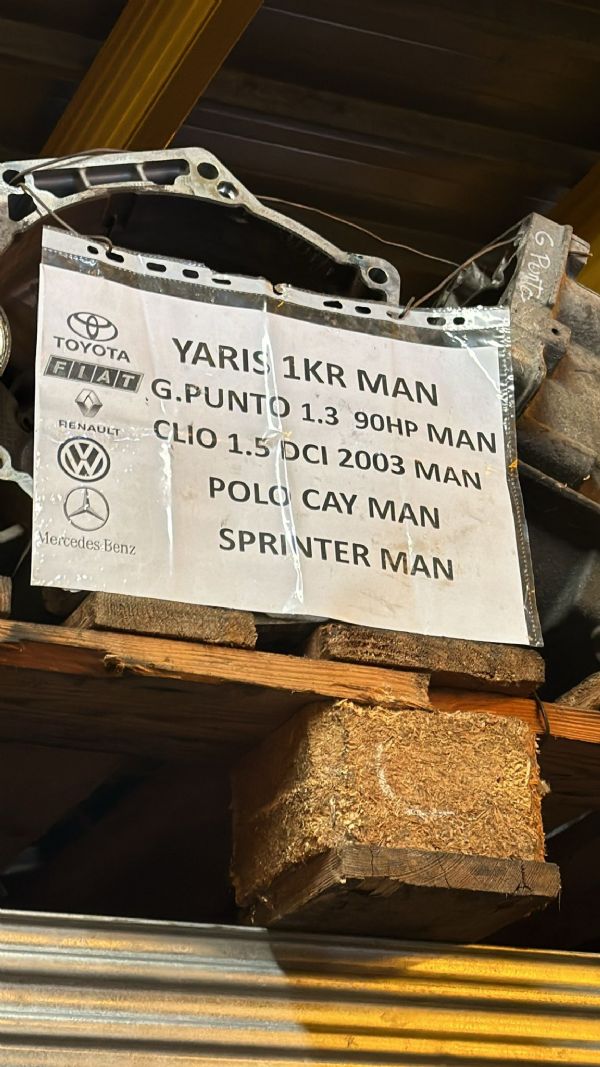 TOYOTA
FIAT
RENAULT
Mercedes-Benz
YARIS 1KR MAN
G.PUNTO 1.3 90HP MAN
CLIO 1.5 DCI 2003 MAN
POLO CAY MAN
SPRINTER MAN
G PUNTO